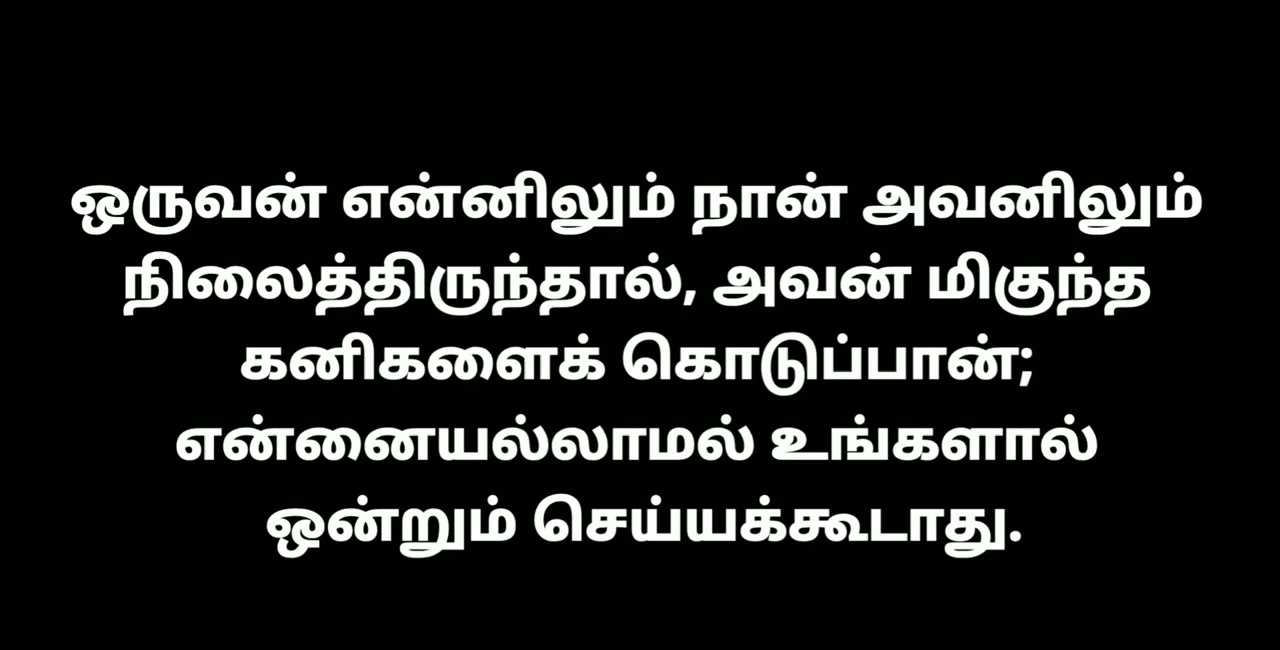 ஒருவன் என்னிலும் நான் அவனிலும்
நிலைத்திருந்தால், அவன் மிகுந்த
கனிகளைக் கொடுப்பான்;
என்னையல்லாமல் உங்களால்
ஒன்றும் செய்யக்கூடாது.